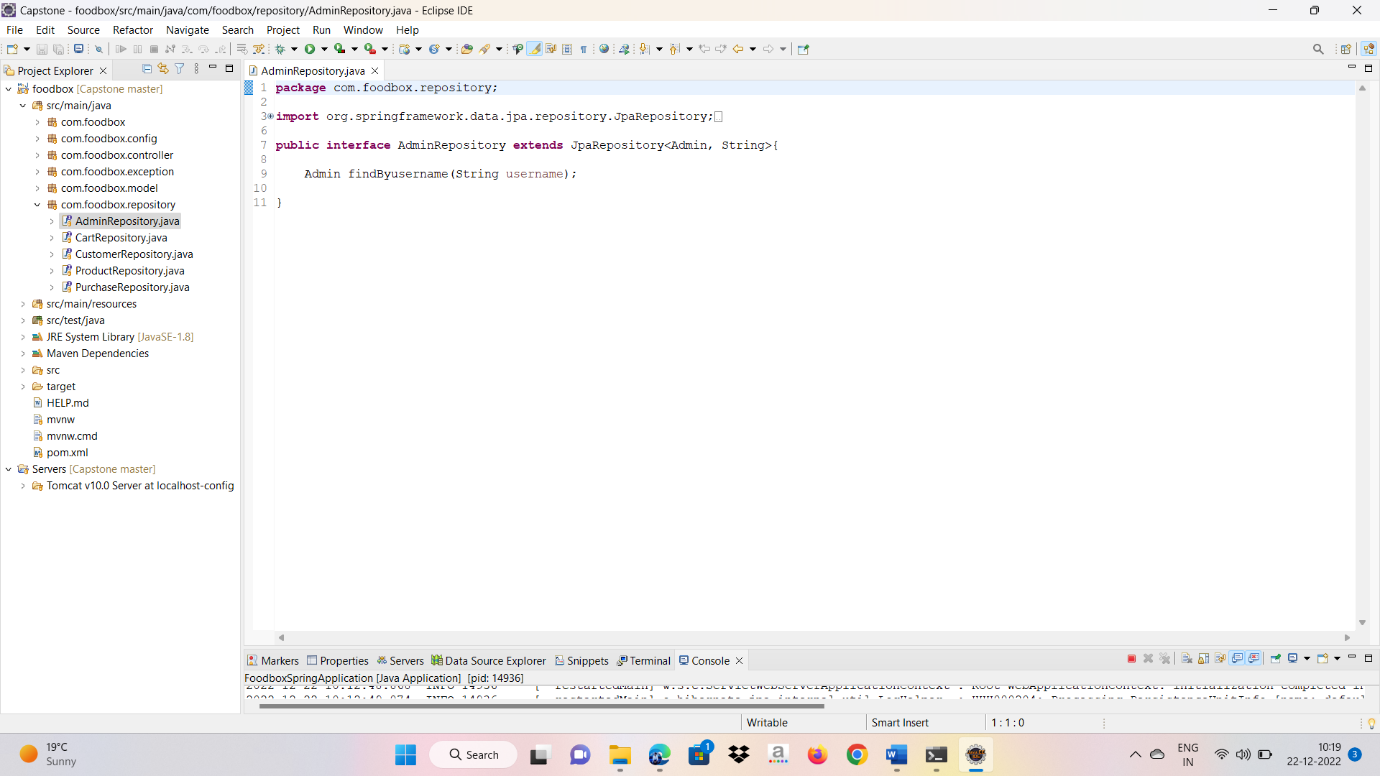 Capstone - foodbox/src/main/java/com/foodbox/repository/AdminRepository.java - Eclipse IDE
File Edit Source Refactor Navigate Search Project Run Window Help
Project Explorer
foodbox [Capstone master]
src/main/java
com.foodbox
com.foodbox.config
com.foodbox.controller
com.foodbox.exception
com.foodbox.model
com.foodbox.repository
AdminRepository.java
CartRepository.java
CustomerRepository.java
ProductRepository.java
PurchaseRepository.java
src/main/resources
src/test/java
JRE System Library [JavaSE-1.8]
Maven Dependencies
src
target
HELP.md
mvnw
mvnw.cmd
pom.xml
Servers [Capstone master]
Tomcat v10.0 Server at localhost-config
AdminRepository.java
1 package com.foodbox.repository;
2
3 import org.springframework.data.jpa.repository.JpaRepository;
6
7 public interface AdminRepository extends JpaRepository<Admin, String>{
8
9 Admin findByusername(String username);
10
11 }
Markers Properties Servers Data Source Explorer Snippets Terminal Console
FoodboxSpringApplication [Java Application] [pid: 14936]
Writable Smart Insert 1 : 1 : 0
19°C
Sunny
Search
1
ENG
IN
10:19
22-12-2022
3